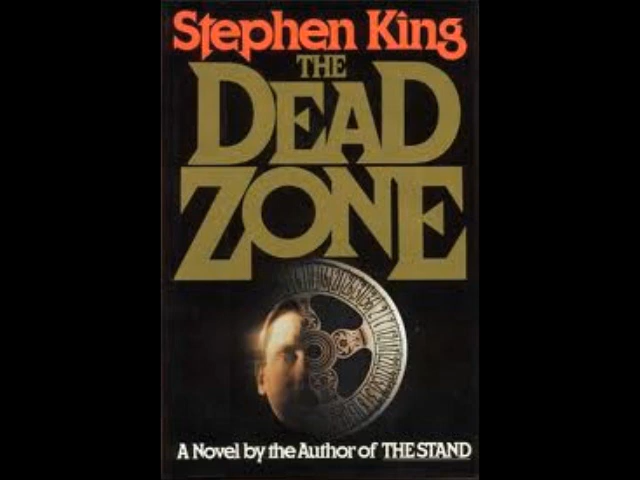 Stephen King
THE
DEAD
ZONE
A Novel by the Author of THE STAND